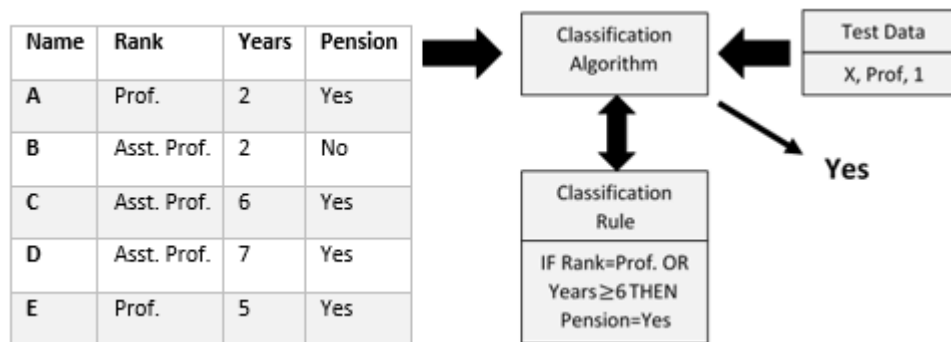 Name Rank Years Pension
A Prof. 2 Yes
B Asst. Prof. 2 No
C Asst. Prof. 6 Yes
D Asst. Prof. 7 Yes
E Prof. 5 Yes
Classification
Algorithm
Test Data
X, Prof, 1
Yes
Classification
Rule
IF Rank=Prof. OR
Years≥6 THEN
Pension=Yes